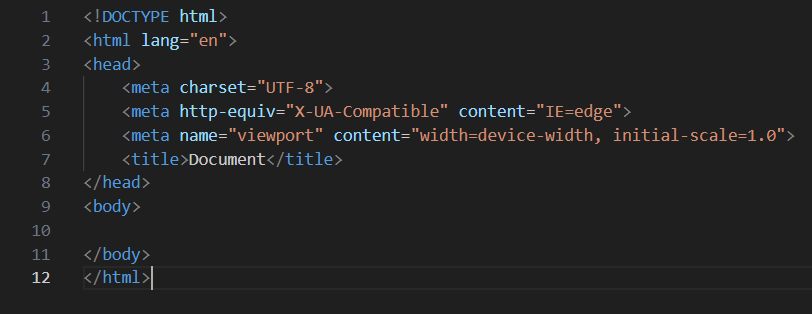 1 <!DOCTYPE html>
2 <html lang="en">
3 <head>
4     <meta charset="UTF-8">
5     <meta http-equiv="X-UA-Compatible" content="IE=edge">
6     <meta name="viewport" content="width=device-width, initial-scale=1.0">
7     <title>Document</title>
8 </head>
9 <body>
10
11 </body>
12 </html>